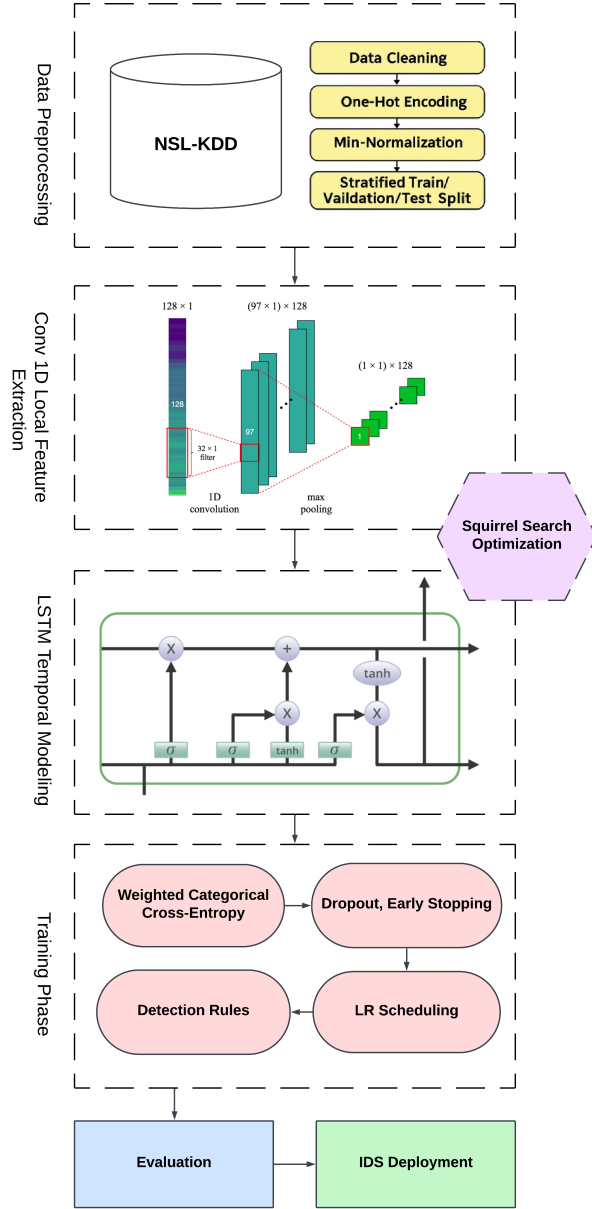 Data Preprocessing
NSL-KDD
Data Cleaning
One-Hot Encoding
Min-Normalization
Stratified Train/
Vaildation/Test Split
Conv 1D Local Feature
Extraction
128 × 1
(97 × 1) × 128
(1 × 1) × 128
128
97
1
32 × 1
filter
1D
convolution
max
pooling
Squirrel Search
Optimization
LSTM Temporal Modeling
X
+
tanh
X
X
σ
σ
tanh
σ
Training Phase
Weighted Categorical
Cross-Entropy
Dropout, Early Stopping
Detection Rules
LR Scheduling
Evaluation
IDS Deployment